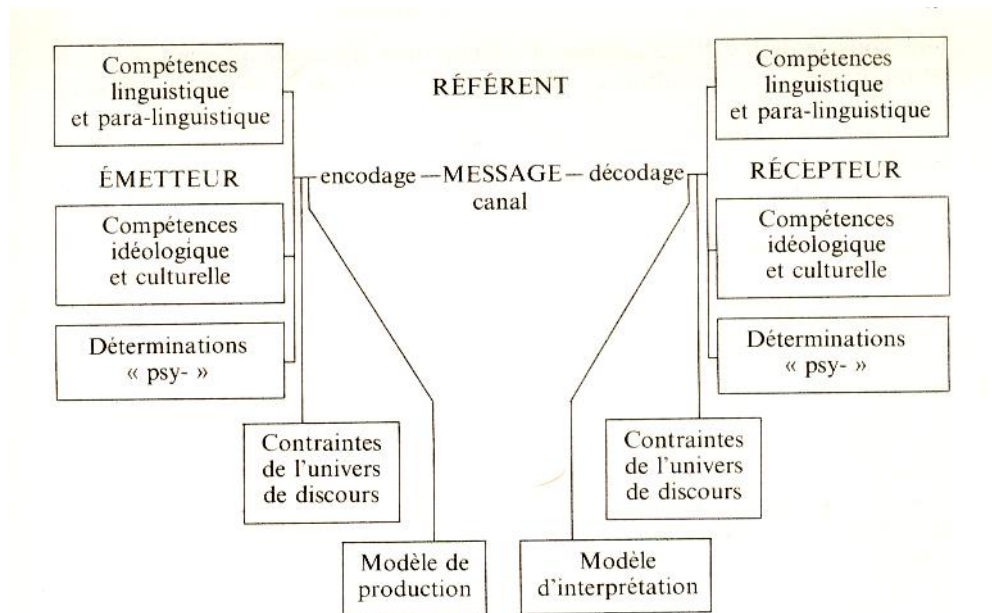 Compétences
linguistique
et para-linguistique
RÉFÉRENT
Compétences
linguistique
et para-linguistique
ÉMETTEUR
encodage — MESSAGE — décodage
canal
RÉCEPTEUR
Compétences
idéologique
et culturelle
Compétences
idéologique
et culturelle
Déterminations
« psy- »
Déterminations
« psy- »
Contraintes
de l'univers
de discours
Contraintes
de l'univers
de discours
Modèle de
production
Modèle
d'interprétation